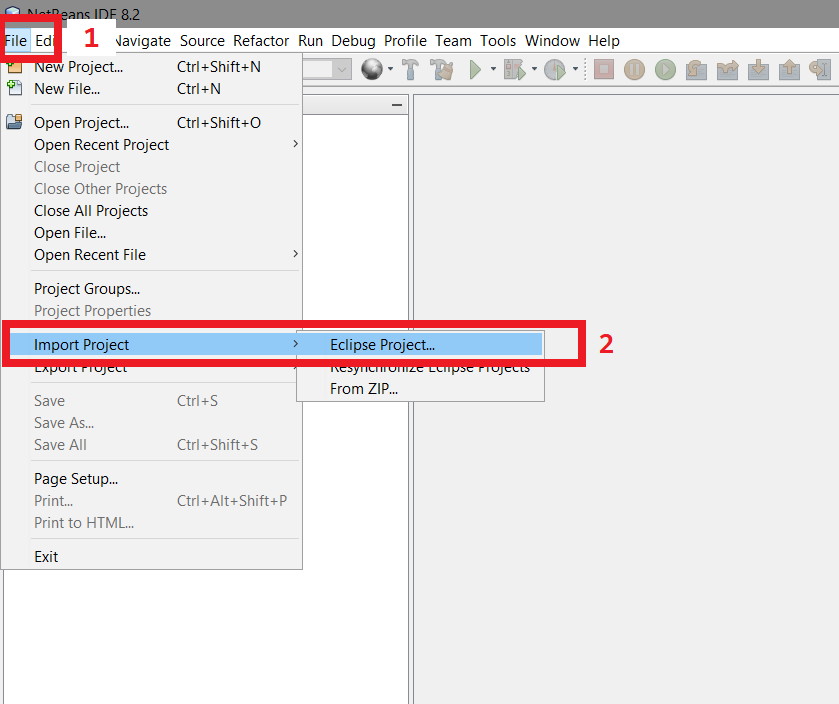 NetBeans IDE 8.2
File Edi 1 Navigate Source Refactor Run Debug Profile Team Tools Window Help
New Project... Ctrl+Shift+N
New File... Ctrl+N
Open Project... Ctrl+Shift+O
Open Recent Project
Close Project
Close Other Projects
Close All Projects
Open File...
Open Recent File
Project Groups...
Project Properties
Import Project Eclipse Project... 2
Export Project Resynchronize Eclipse Projects
From ZIP...
Save Ctrl+S
Save As...
Save All Ctrl+Shift+S
Page Setup...
Print... Ctrl+Alt+Shift+P
Print to HTML...
Exit